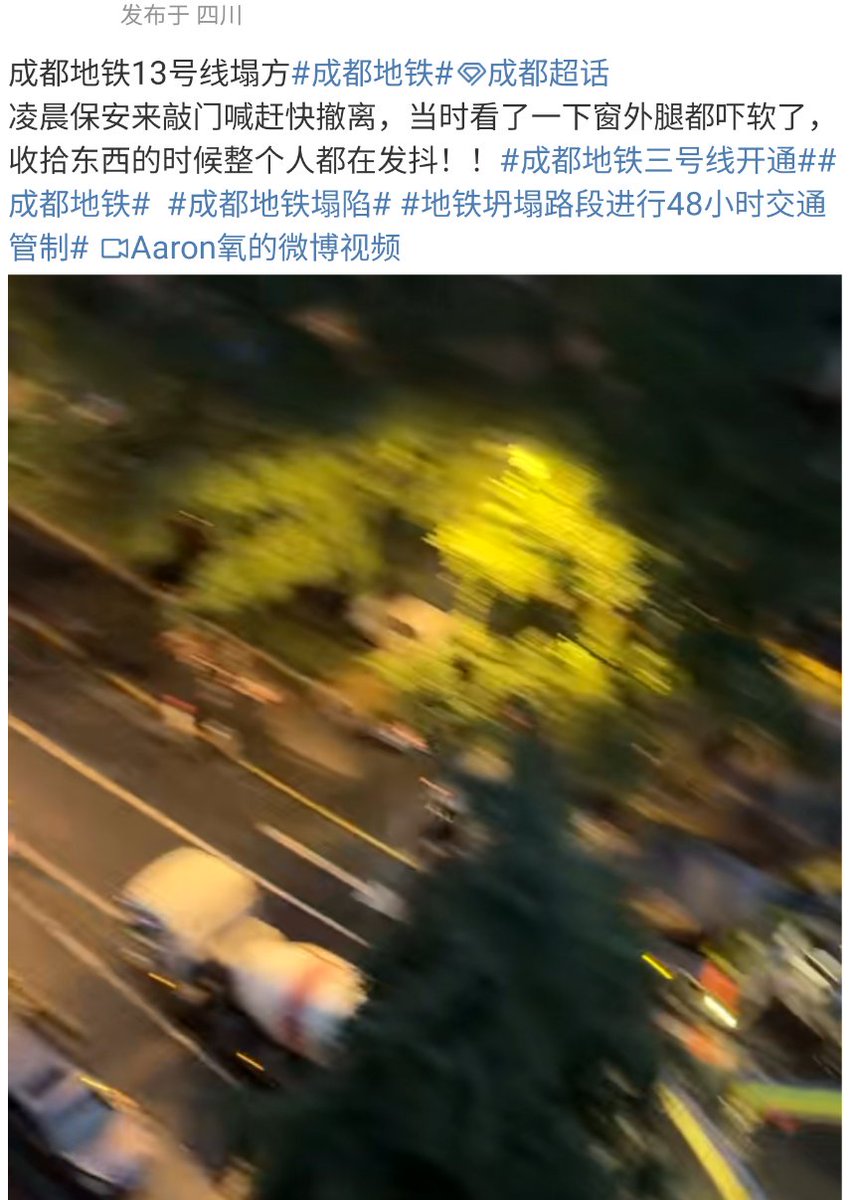 发布于 四川
成都地铁13号线塌方#成都地铁#成都超话
凌晨保安来敲门喊赶快撤离，当时看了一下窗外腿都吓软了，
收拾东西的时候整个人都在发抖！！#成都地铁三号线开通##
成都地铁# #成都地铁塌陷# #地铁坍塌路段进行48小时交通
管制# Aaron氧的微博视频